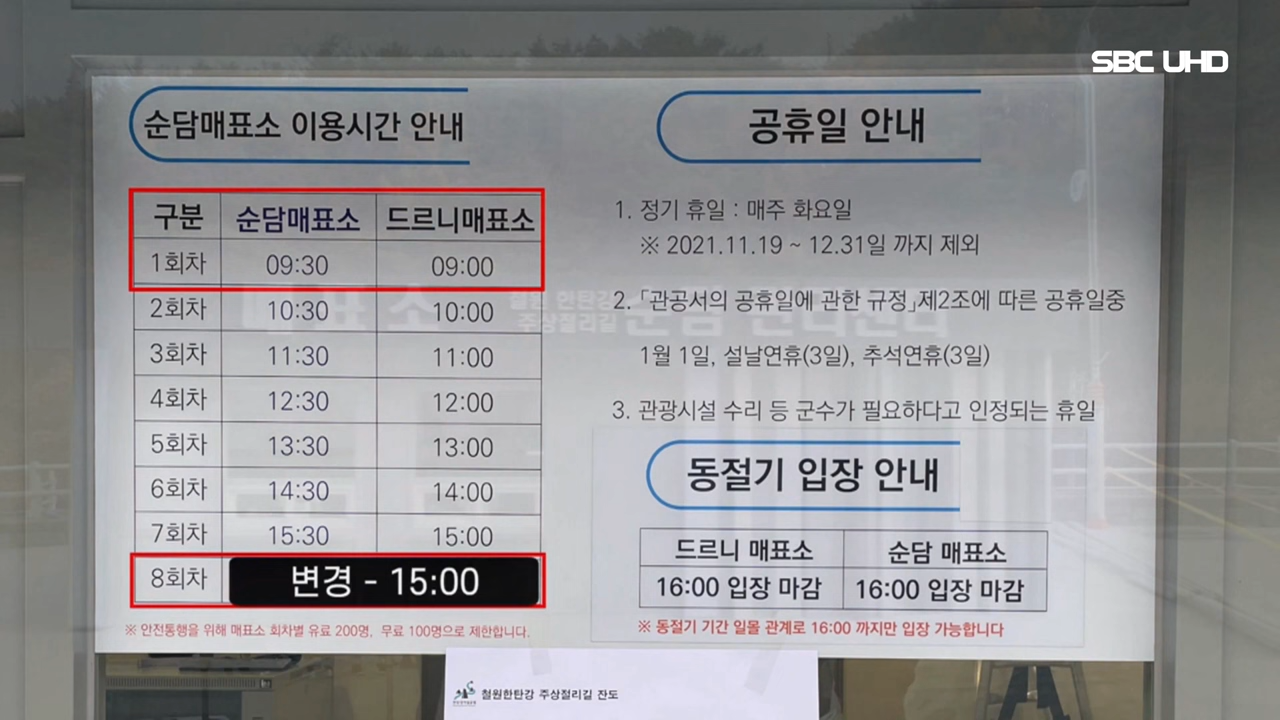 SBC UHD
순담매표소 이용시간 안내
구분 순담매표소 드르니매표소
1회차 09:30 09:00
2회차 10:30 10:00
3회차 11:30 11:00
4회차 12:30 12:00
5회차 13:30 13:00
6회차 14:30 14:00
7회차 15:30 15:00
8회차 변경 - 15:00
※ 안전통행을 위해 매표소 회차별 유료 200명, 무료 100명으로 제한합니다.
공휴일 안내
1. 정기 휴일 : 매주 화요일
※ 2021.11.19 ~ 12.31일 까지 제외
2. 「관공서의 공휴일에 관한 규정」제2조에 따른 공휴일중
1월 1일, 설날연휴(3일), 추석연휴(3일)
3. 관광시설 수리 등 군수가 필요하다고 인정되는 휴일
동절기 입장 안내
드르니 매표소 순담 매표소
16:00 입장 마감 16:00 입장 마감
※ 동절기 기간 일몰 관계로 16:00 까지만 입장 가능합니다
매표소
철원 한탄강
주상절리길
철원한탄강 주상절리길 잔도